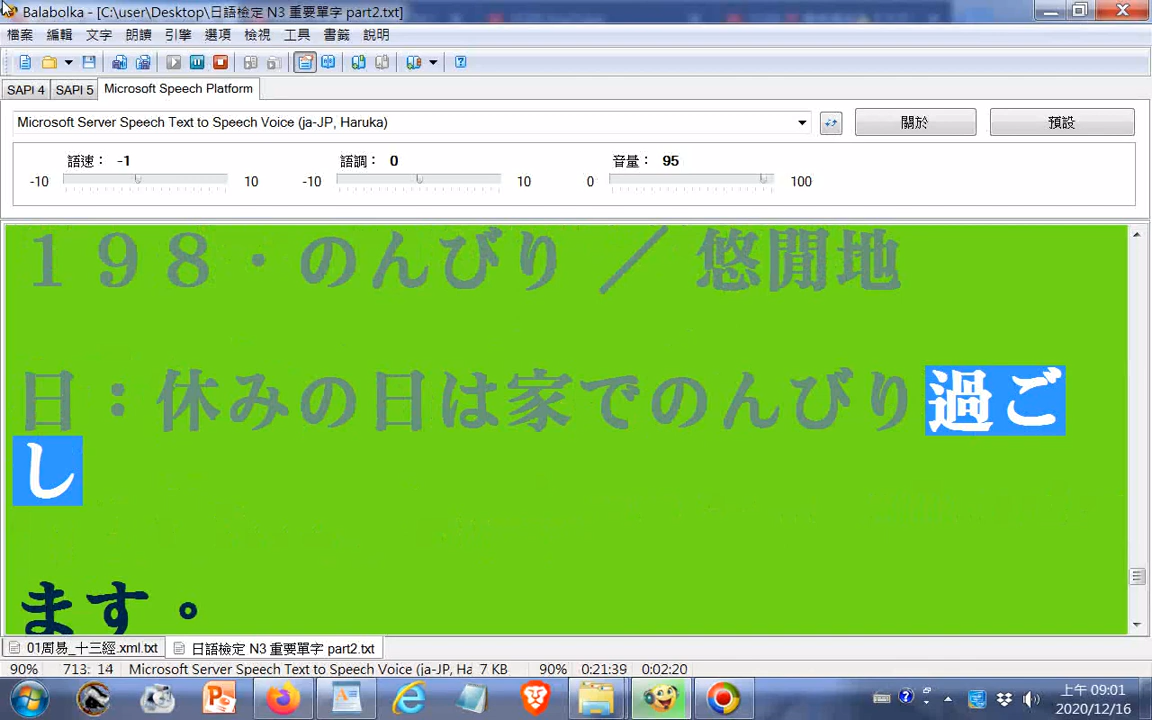 Balabolka - [C:\user\Desktop\日語檢定 N3 重要單字 part2.txt]
檔案 編輯 文字 朗讀 引擎 選項 檢視 工具 書籤 說明
SAPI 4 SAPI 5 Microsoft Speech Platform
Microsoft Server Speech Text to Speech Voice (ja-JP, Haruka) 關於 預設
語速： -1 語調： 0 音量： 95
-10 10 -10 10 0 100
１９８．のんびり ／ 悠閒地
日：休みの日は家でのんびり過ご
し
ます。
01周易_十三經.xml.txt 日語檢定 N3 重要單字 part2.txt
90% 713: 14 Microsoft Server Speech Text to Speech Voice (ja-JP, Ha 7 KB 90% 0:21:39 0:02:20
上午 09:01
2020/12/16